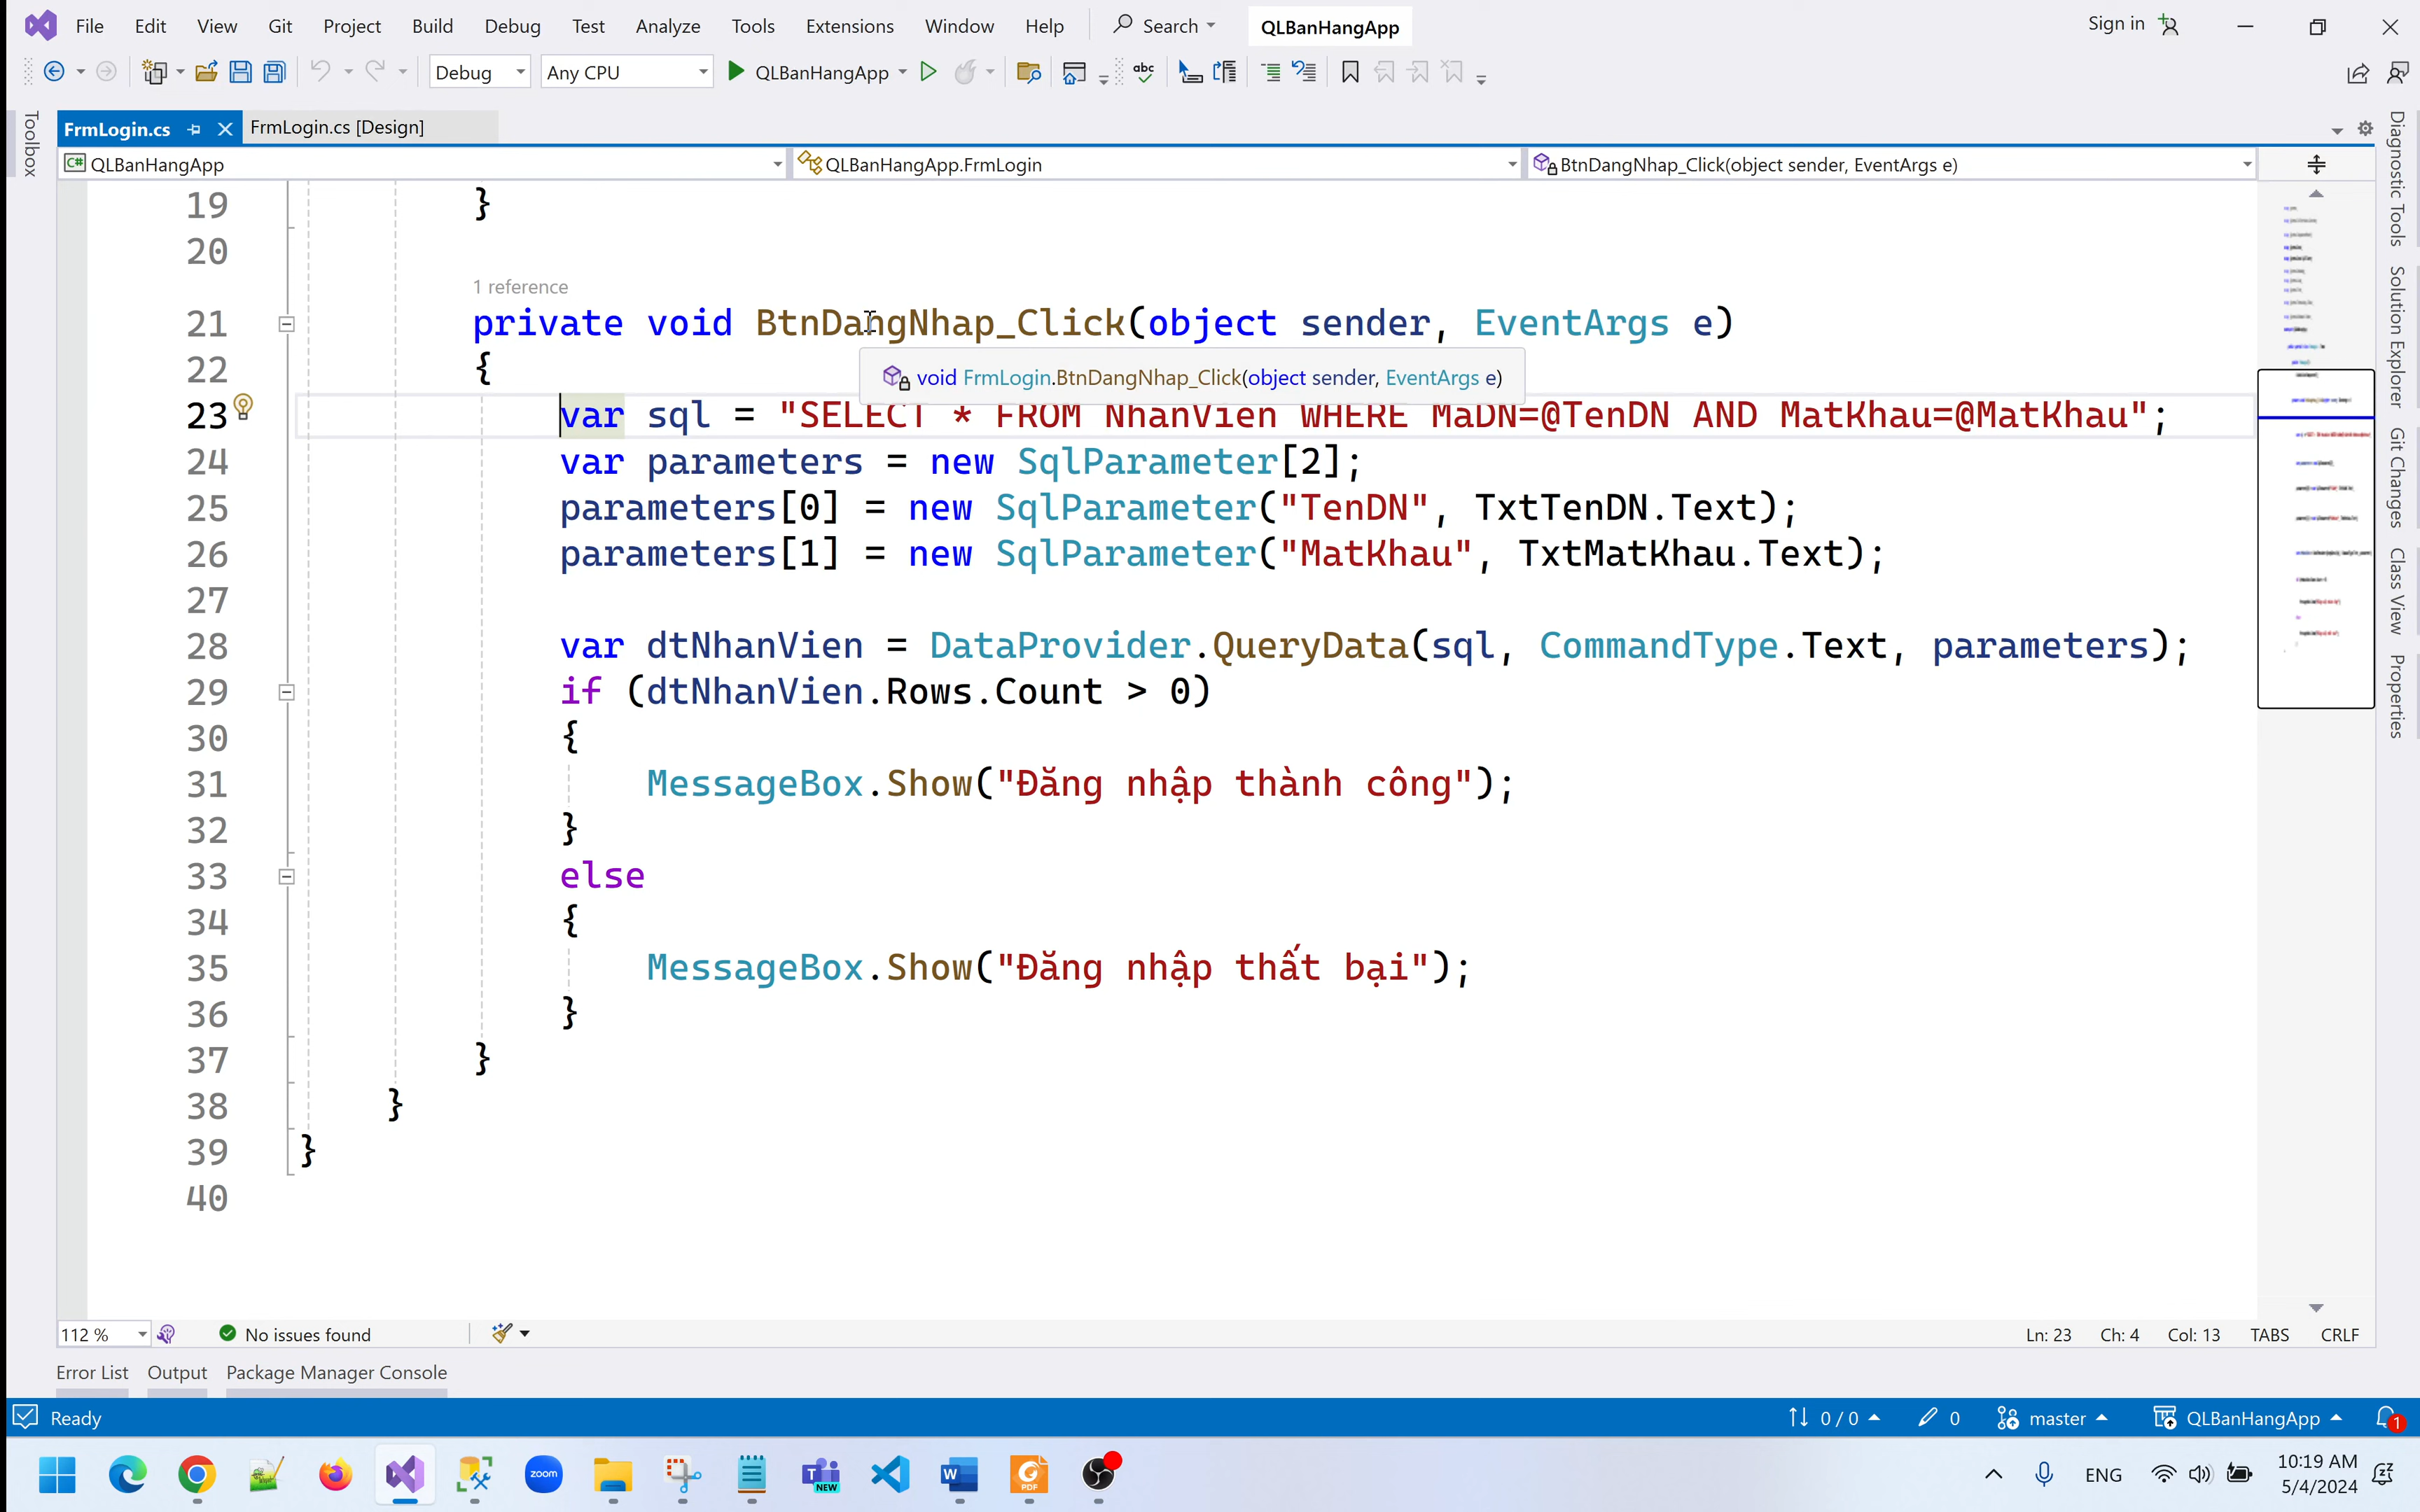 File Edit View Git Project Build Debug Test Analyze Tools Extensions Window Help Search QLBanHangApp Sign in
Debug Any CPU QLBanHangApp abc
Toolbox
FrmLogin.cs FrmLogin.cs [Design]
C# QLBanHangApp QLBanHangApp.FrmLogin BtnDangNhap_Click(object sender, EventArgs e)
19 }
20
1 reference
21 private void BtnDangNhap_Click(object sender, EventArgs e)
22 {
void FrmLogin.BtnDangNhap_Click(object sender, EventArgs e)
23 var sql = "SELECT * FROM NhanVien WHERE MaDN=@TenDN AND MatKhau=@MatKhau";
24 var parameters = new SqlParameter[2];
25 parameters[0] = new SqlParameter("TenDN", TxtTenDN.Text);
26 parameters[1] = new SqlParameter("MatKhau", TxtMatKhau.Text);
27
28 var dtNhanVien = DataProvider.QueryData(sql, CommandType.Text, parameters);
29 if (dtNhanVien.Rows.Count > 0)
30 {
31 MessageBox.Show("Đăng nhập thành công");
32 }
33 else
34 {
35 MessageBox.Show("Đăng nhập thất bại");
36 }
37 }
38 }
39 }
40
Diagnostic Tools
Solution Explorer
Git Changes
Class View
Properties
112 % No issues found Ln: 23 Ch: 4 Col: 13 TABS CRLF
Error List Output Package Manager Console
Ready 0 / 0 0 master QLBanHangApp 1
zoom T NEW W PDF ENG 10:19 AM
5/4/2024